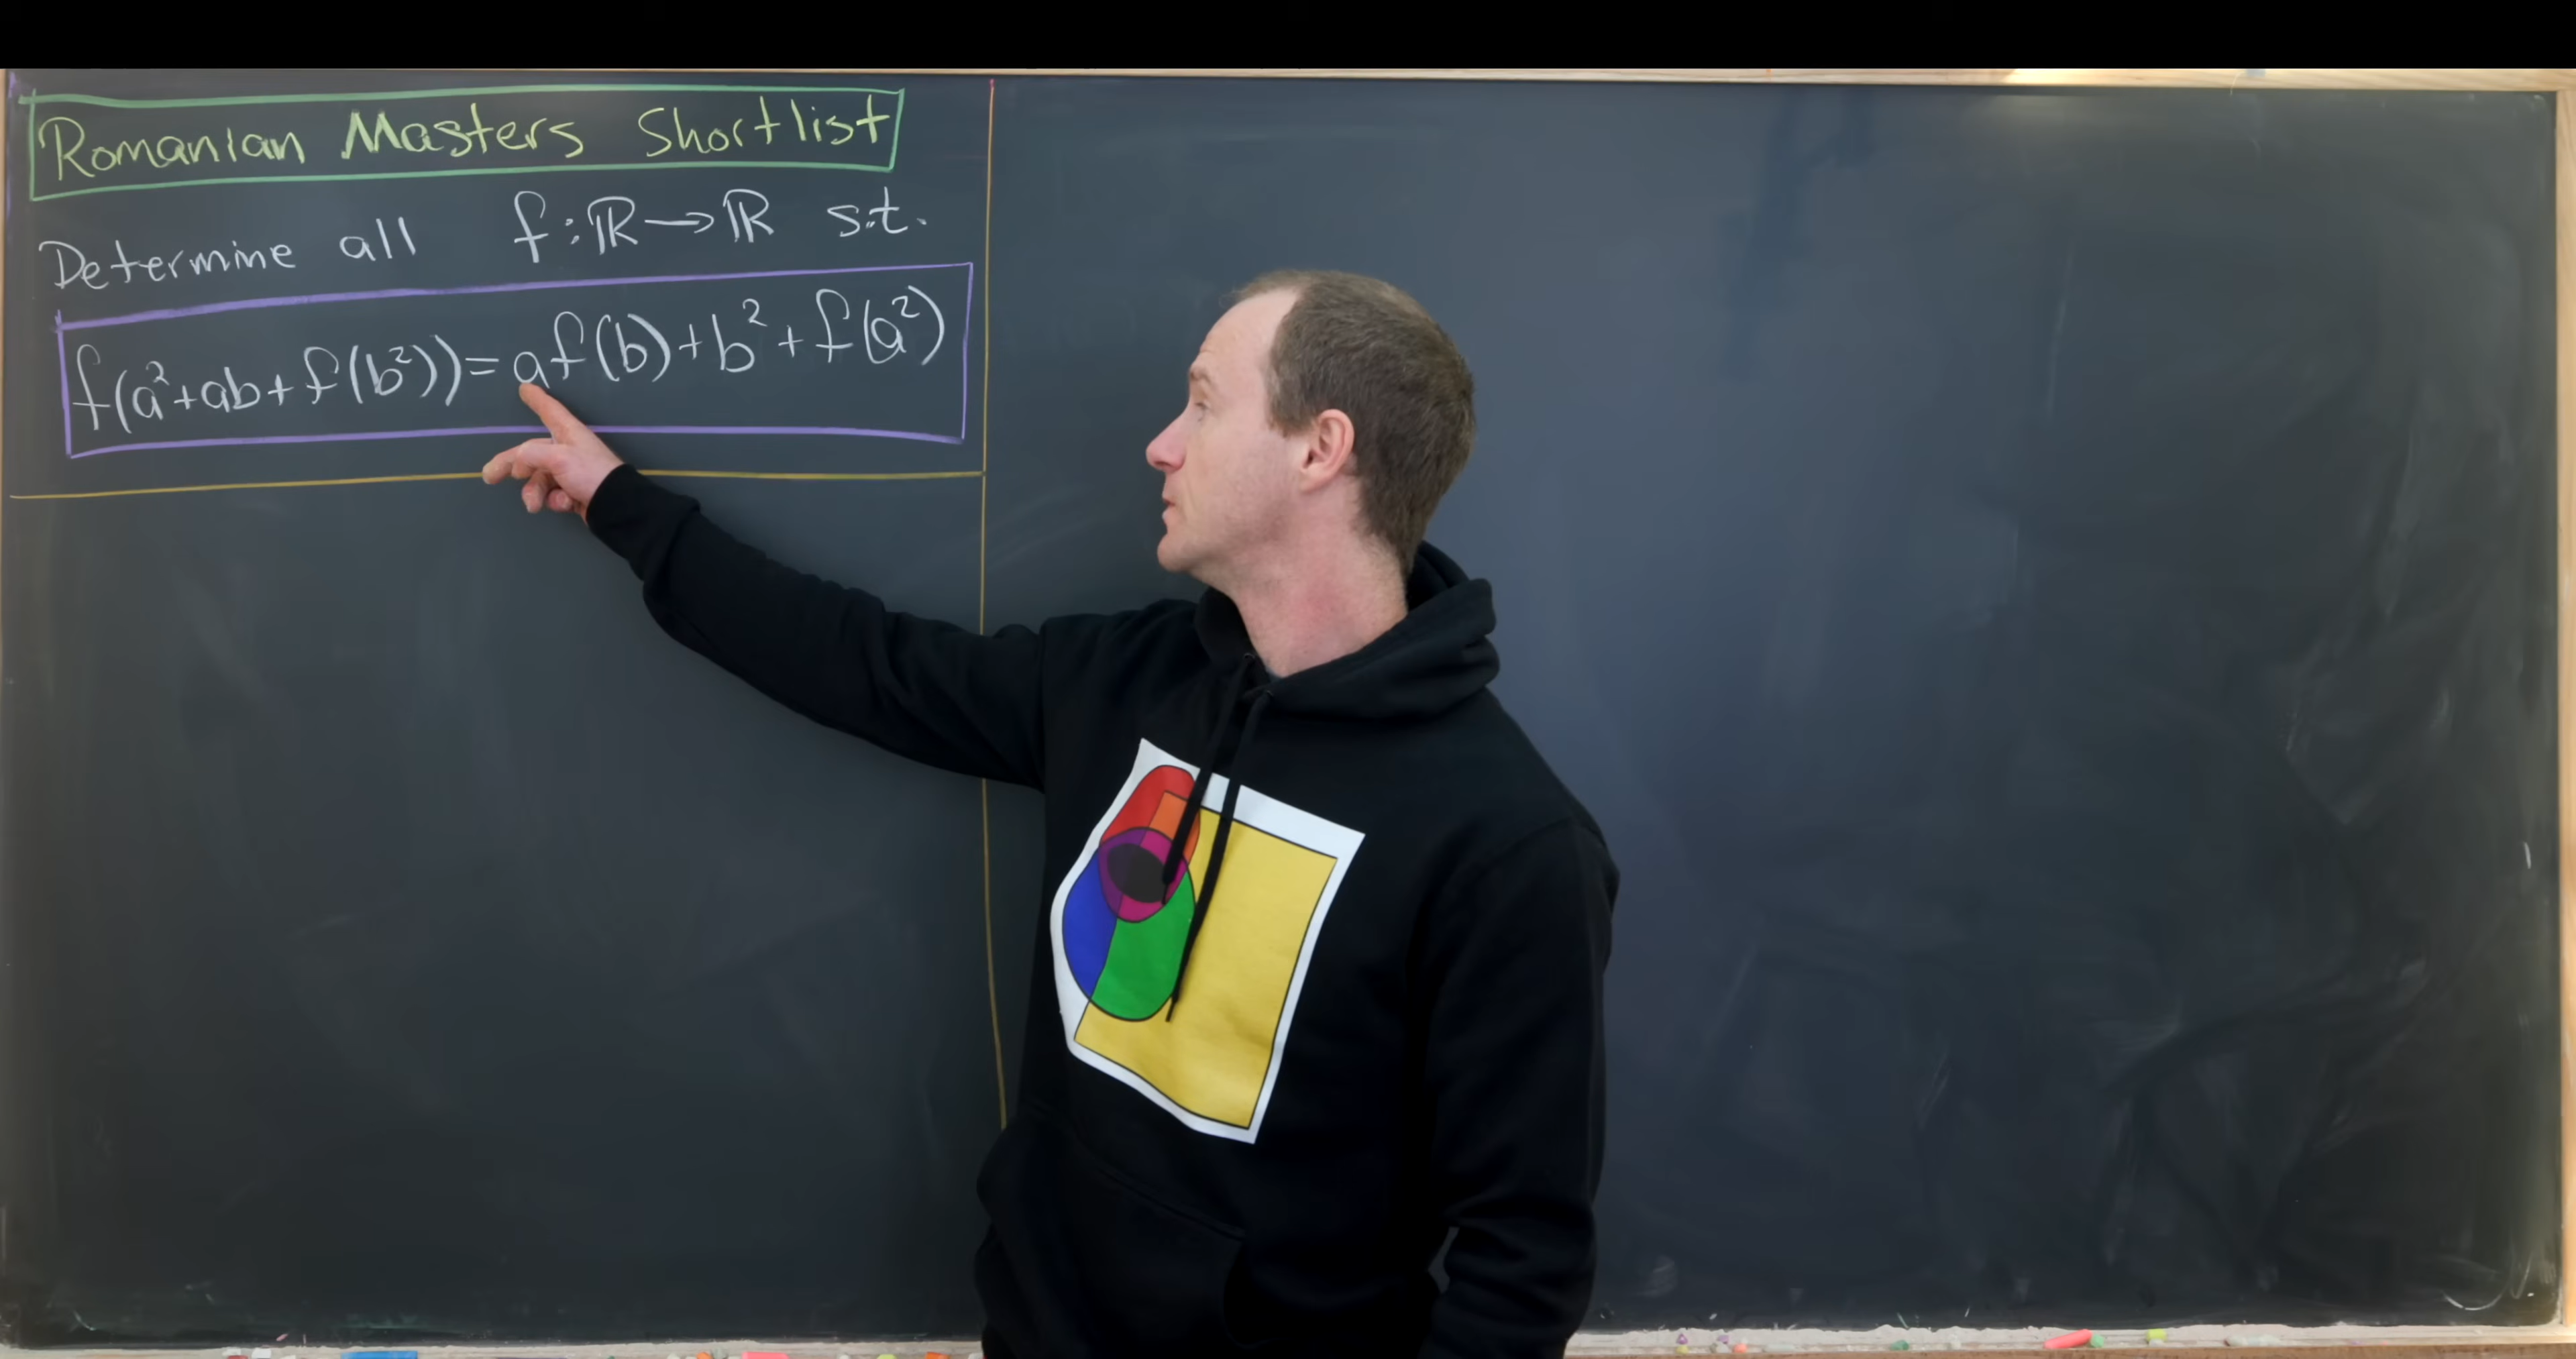 Romanian Masters Shortlist
Determine all f:ℝ→ℝ s.t.
f(a²+ab+f(b²))=af(b)+b²+f(a²)